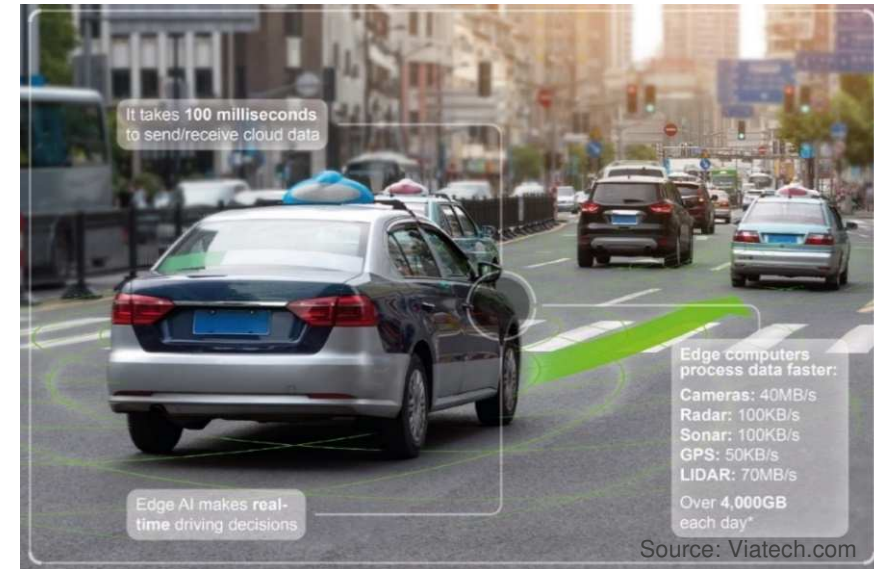 It takes 100 milliseconds
to send/receive cloud data
Edge computers
process data faster:
Cameras: 40MB/s
Radar: 100KB/s
Sonar: 100KB/s
GPS: 50KB/s
LIDAR: 70MB/s
Over 4,000GB
each day*
Edge AI makes real-
time driving decisions
Source: Viatech.com